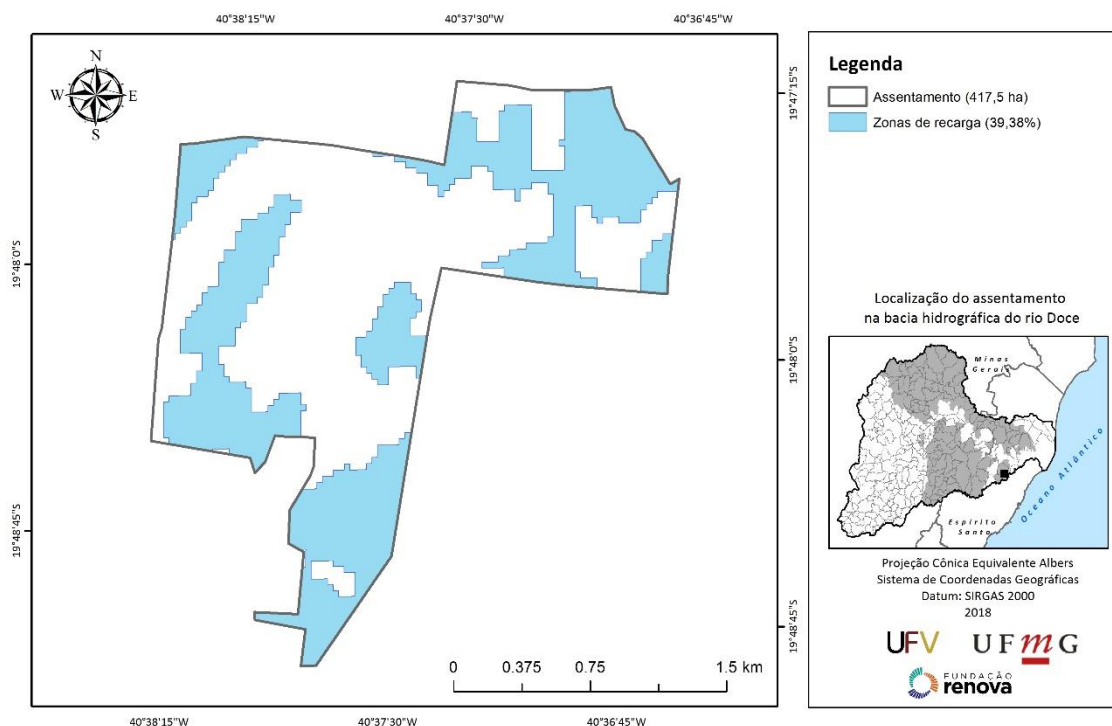 40°38'15"W
40°37'30"W
40°36'45"W
N
W
E
S
19°48'0"S
19°48'45"S
19°47'15"S
19°48'0"S
19°48'45"S
0
0.375
0.75
1.5 km
40°38'15"W
40°37'30"W
40°36'45"W
Legenda
Assentamento (417,5 ha)
Zonas de recarga (39,38%)
Localização do assentamento
na bacia hidrográfica do rio Doce
Minas
Gerais
Oceano Atlântico
Espírito
Santo
Projeção Cônica Equivalente Albers
Sistema de Coordenadas Geográficas
Datum: SIRGAS 2000
2018
UFV
UFmG
FUNDAÇÃO
renova